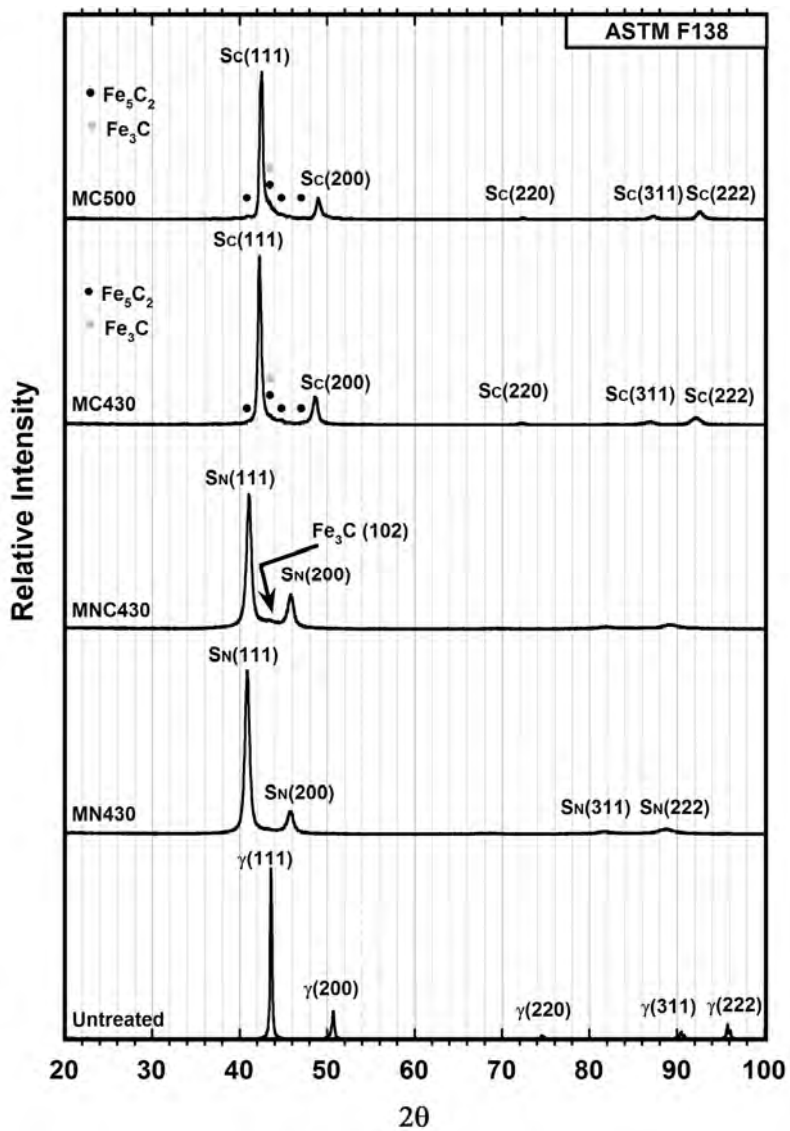 ASTM F138
Sc(111)
• Fe₅C₂
Fe₃C
Sc(200)
Sc(220)
Sc(311) Sc(222)
MC500
Sc(111)
• Fe₅C₂
Fe₃C
Sc(200)
Sc(220)
Sc(311)
Sc(222)
MC430
SN(111)
Fe₃C (102)
SN(200)
MNC430
SN(111)
SN(200)
SN(311) SN(222)
MN430
γ(111)
γ(200)
γ(220)
γ(311) γ(222)
Untreated
Relative Intensity
20 30 40 50 60 70 80 90 100
2θ